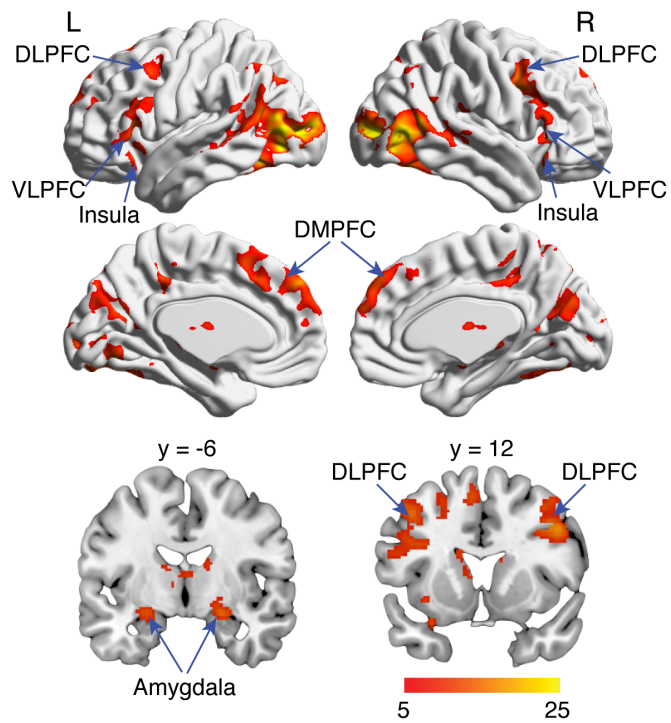 L R
DLPFC DLPFC
VLPFC VLPFC
Insula Insula
DMPFC
y = -6 y = 12
DLPFC DLPFC
Amygdala
5 25